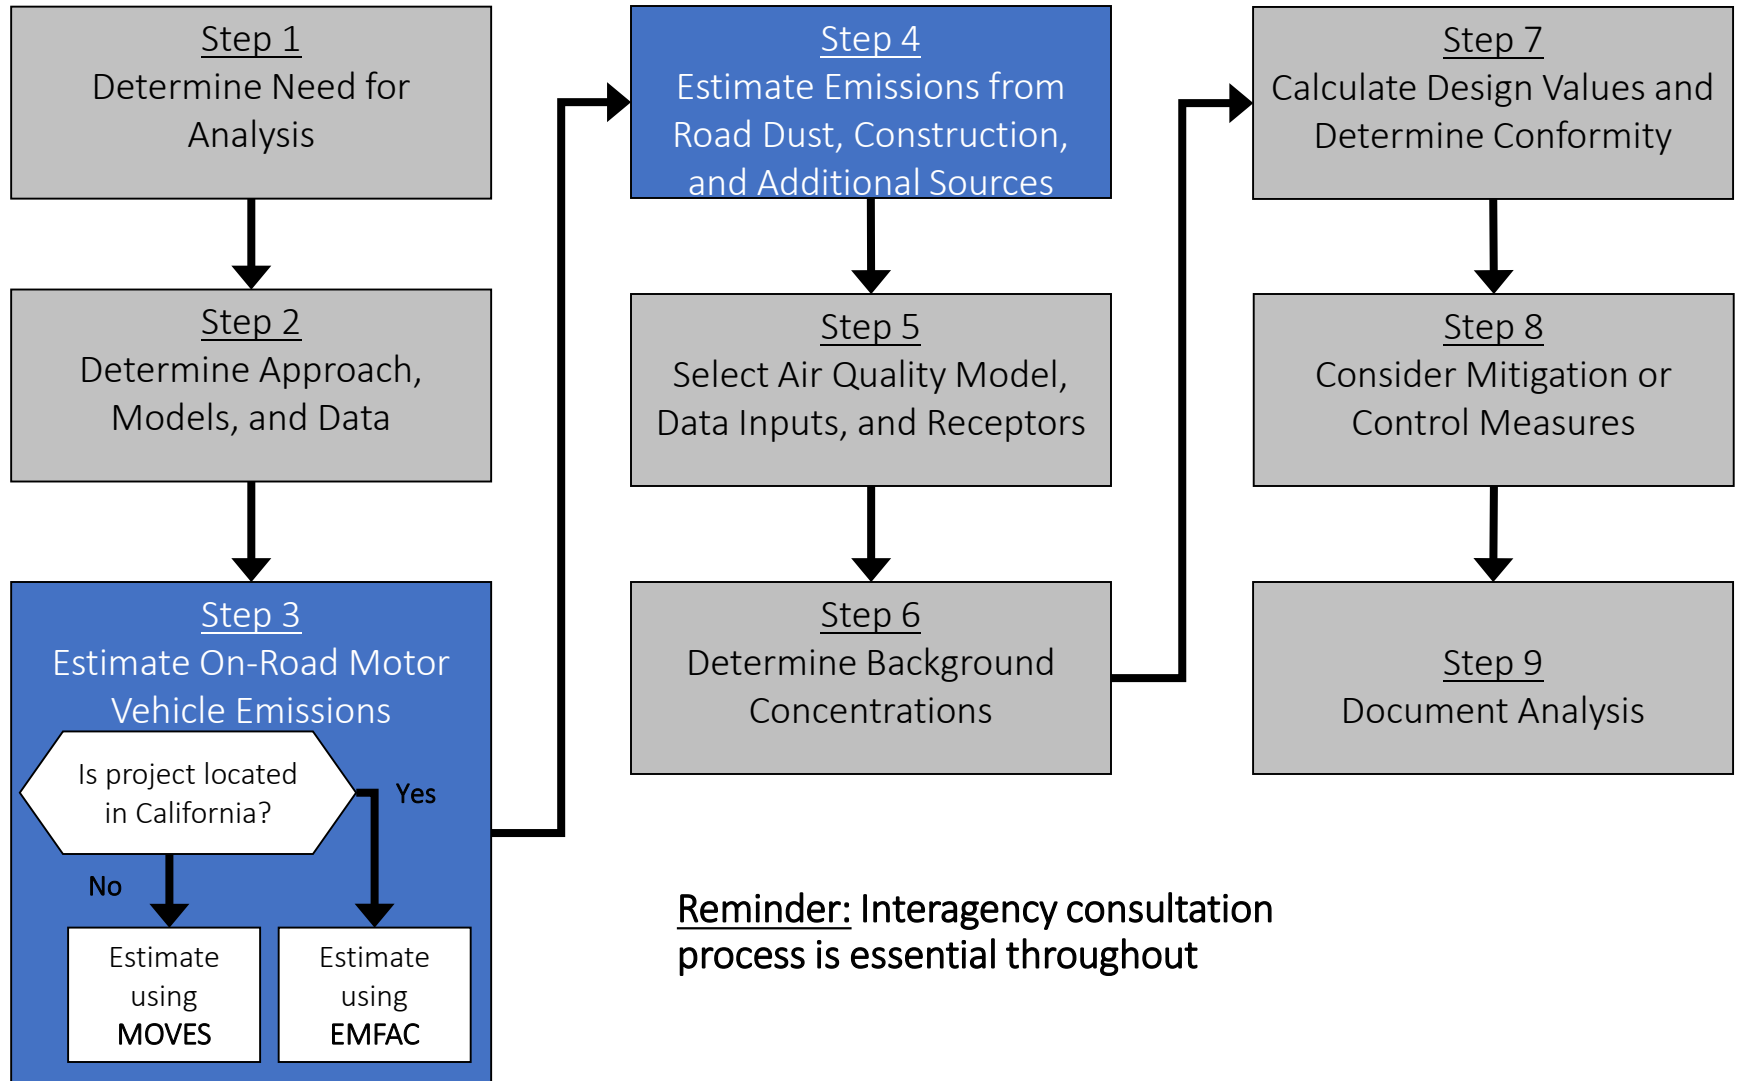 Step 1
Determine Need for
Analysis
Step 2
Determine Approach,
Models, and Data
Step 3
Estimate On-Road Motor
Vehicle Emissions
Is project located
in California?
Yes
No
Estimate
using
MOVES
Estimate
using
EMFAC
Step 4
Estimate Emissions from
Road Dust, Construction,
and Additional Sources
Step 5
Select Air Quality Model,
Data Inputs, and Receptors
Step 6
Determine Background
Concentrations
Step 7
Calculate Design Values and
Determine Conformity
Step 8
Consider Mitigation or
Control Measures
Step 9
Document Analysis
Reminder: Interagency consultation
process is essential throughout